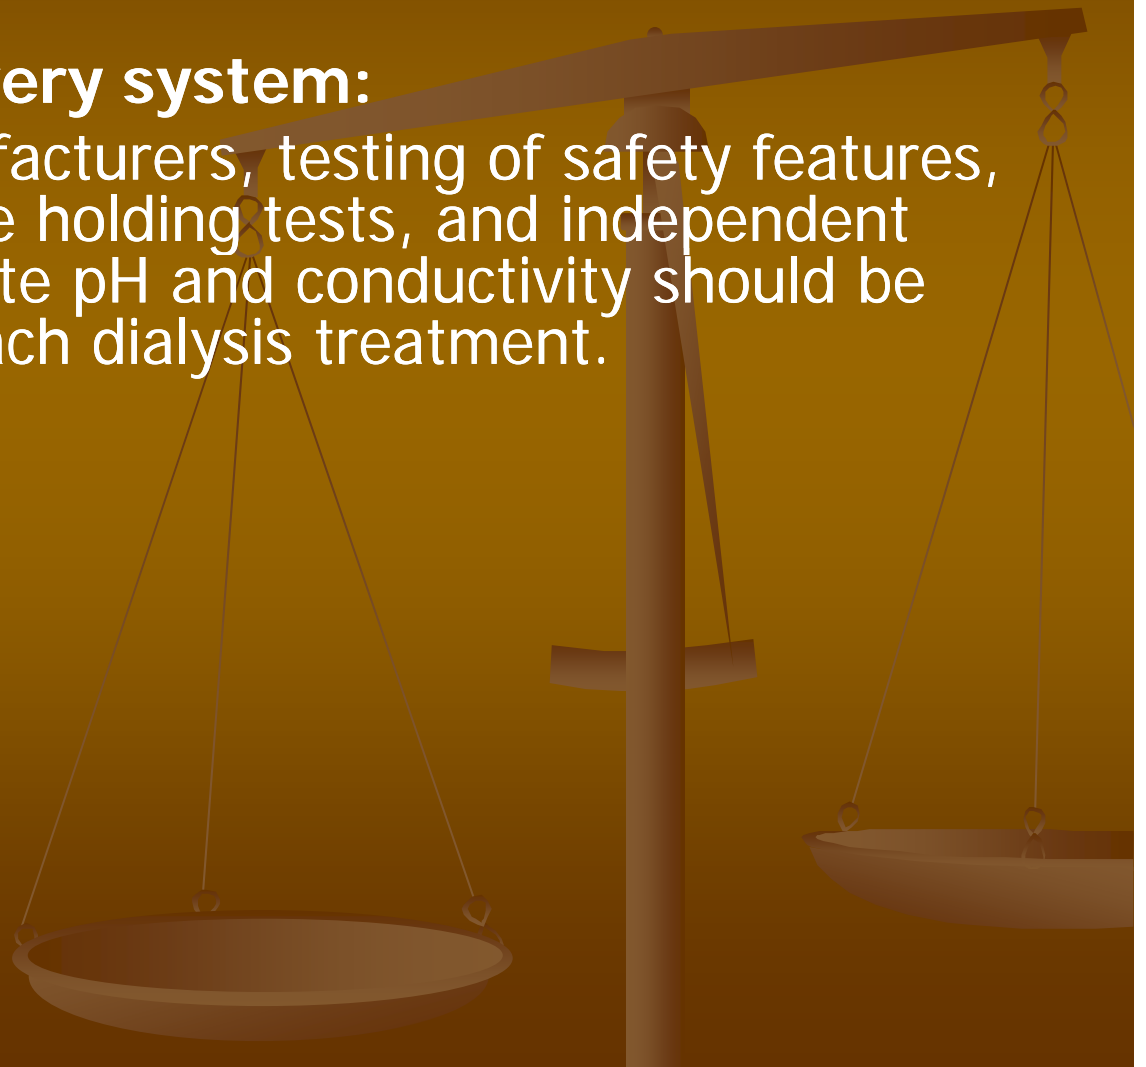 very system:
facturers, testing of safety features,
e holding tests, and independent
te pH and conductivity should be
ach dialysis treatment.